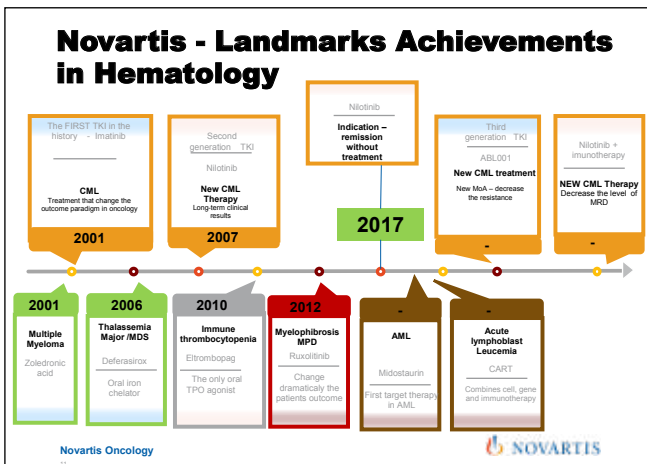 Novartis - Landmarks Achievements
in Hematology
The FIRST TKI in the
history - Imatinib
CML
Treatment that change the
outcome paradigm in oncology
2001
Second
generation TKI
Nilotinib
New CML
Therapy
Long-term clinical
results
2007
Nilotinib
Indication –
remission
without
treatment
2017
Third
generation TKI
ABL001
New CML treatment
New MoA – decrease
the resistance
-
Nilotinib +
imunotherapy
NEW CML Therapy
Decrease the level of
MRD
-
2001
Multiple
Myeloma
Zoledronic
acid
2006
Thalassemia
Major /MDS
Deferasirox
Oral iron
chelator
2010
Immune
thrombocytopenia
Eltrombopag
The only oral
TPO agonist
2012
Myelophibrosis
MPD
Ruxolitinib
Change
dramaticaly the
patients outcome
-
AML
Midostaurin
First target therapy
in AML
-
Acute
lymphoblast
Leucemia
CART
Combines cell, gene
and immunotherapy
Novartis Oncology
NOVARTIS